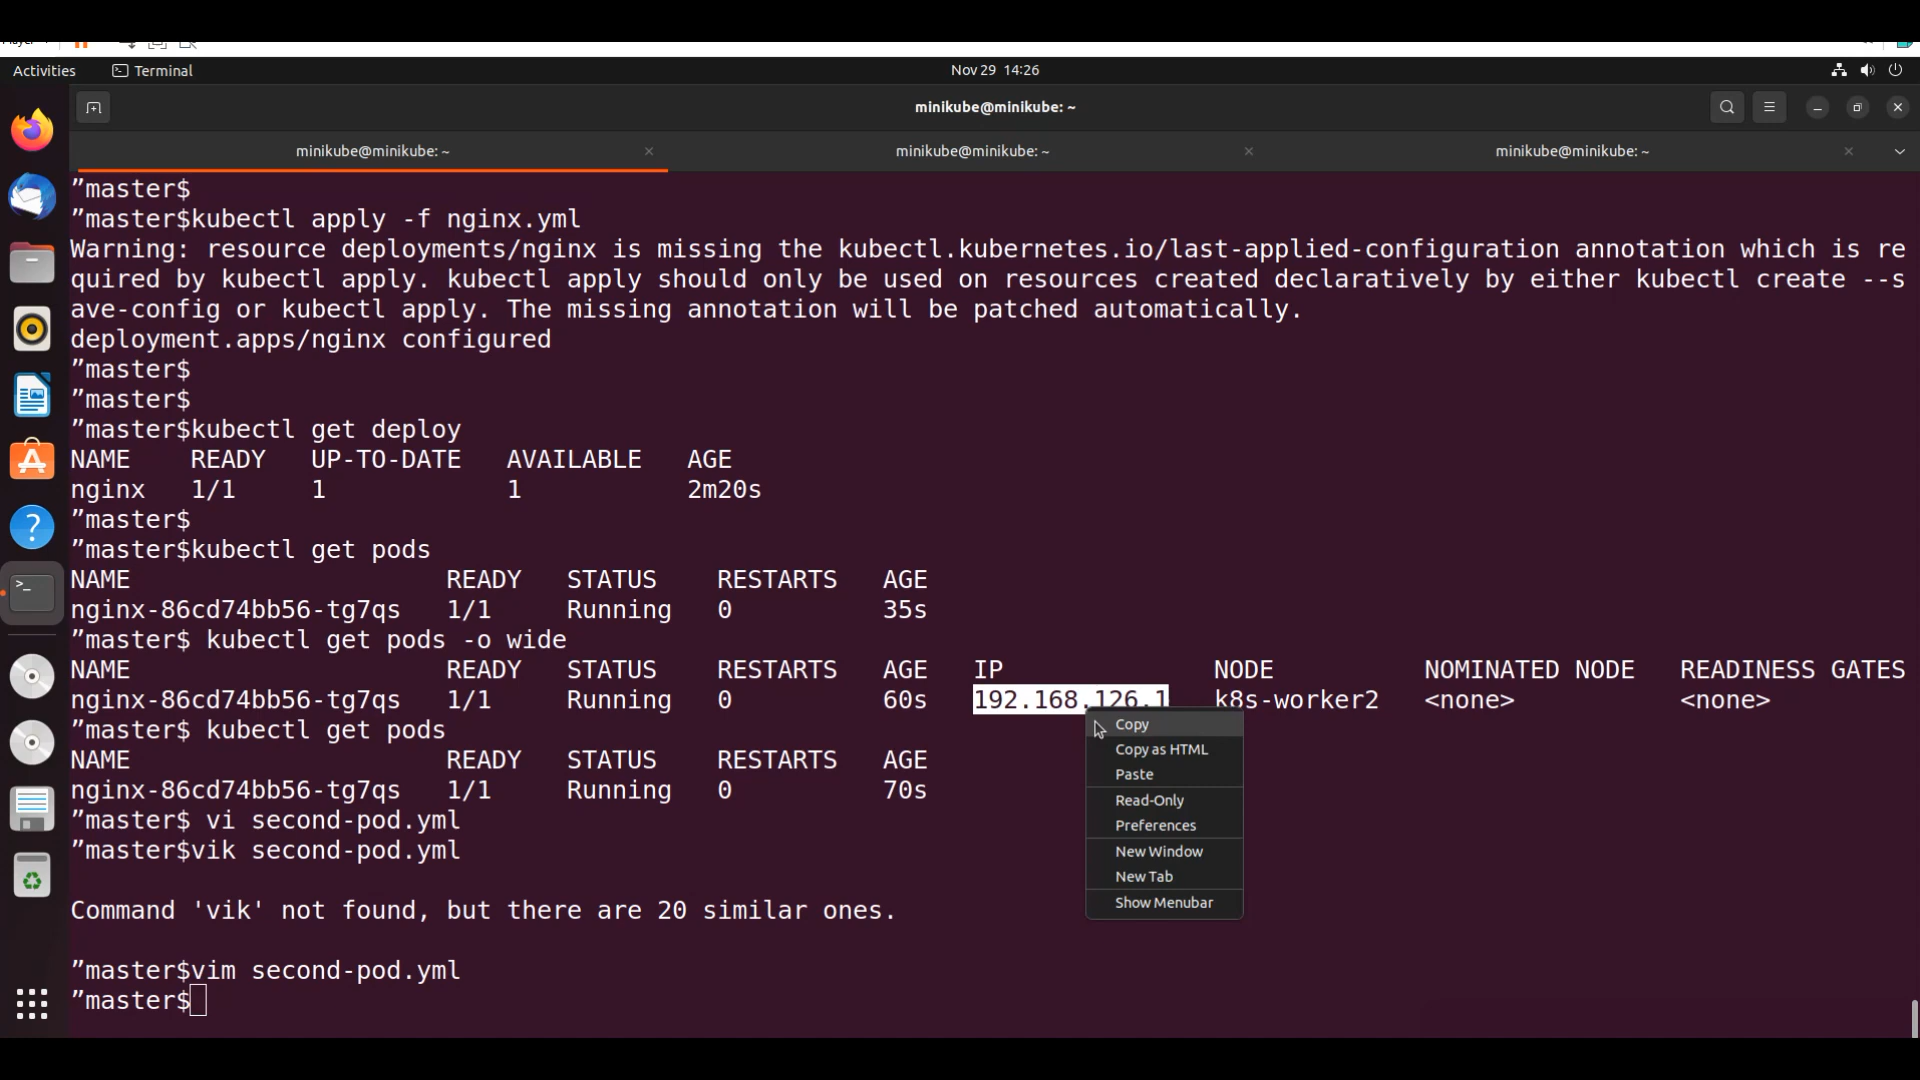 Activities Terminal Nov 29 14:26
minikube@minikube: ~
minikube@minikube: ~ minikube@minikube: ~ minikube@minikube: ~
”master$
”master$kubectl apply -f nginx.yml
Warning: resource deployments/nginx is missing the kubectl.kubernetes.io/last-applied-configuration annotation which is re
quired by kubectl apply. kubectl apply should only be used on resources created declaratively by either kubectl create --s
ave-config or kubectl apply. The missing annotation will be patched automatically.
deployment.apps/nginx configured
”master$
”master$
”master$kubectl get deploy
NAME READY UP-TO-DATE AVAILABLE AGE
nginx 1/1 1 1 2m20s
”master$
”master$kubectl get pods
NAME READY STATUS RESTARTS AGE
nginx-86cd74bb56-tg7qs 1/1 Running 0 35s
”master$ kubectl get pods -o wide
NAME READY STATUS RESTARTS AGE IP NODE NOMINATED NODE READINESS GATES
nginx-86cd74bb56-tg7qs 1/1 Running 0 60s 192.168.126.1 k8s-worker2 <none> <none>
”master$ kubectl get pods
NAME READY STATUS RESTARTS AGE
nginx-86cd74bb56-tg7qs 1/1 Running 0 70s
”master$ vi second-pod.yml
”master$vik second-pod.yml
Command 'vik' not found, but there are 20 similar ones.
”master$vim second-pod.yml
”master$
Copy
Copy as HTML
Paste
Read-Only
Preferences
New Window
New Tab
Show Menubar